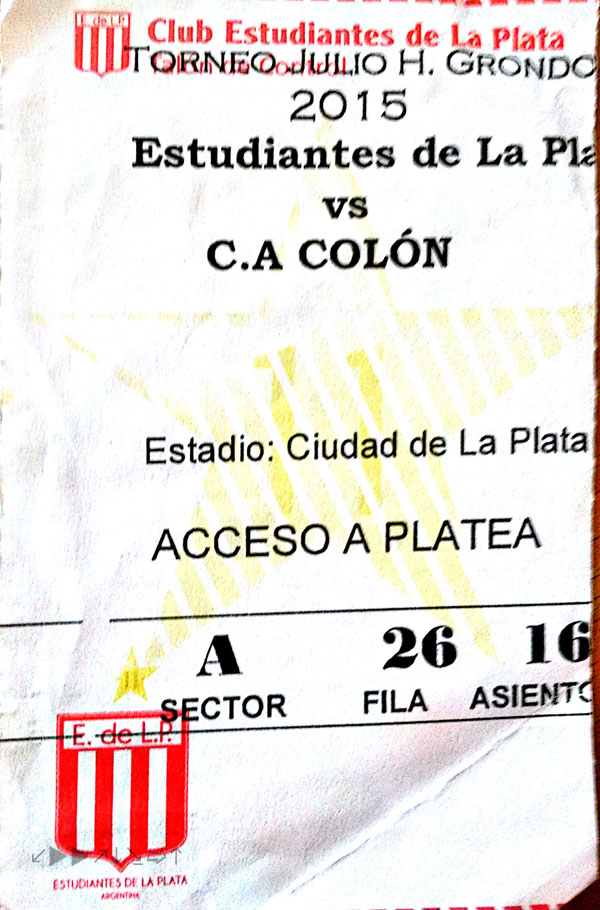 E. de L.P.
Club Estudiantes de La Plata
TORNEO JULIO H. GRONDO
2015
Estudiantes de La Pla
vs
C.A COLÓN
Estadio: Ciudad de La Plata
ACCESO A PLATEA
A 26 16
SECTOR FILA ASIENTO
E. de L.P.
ESTUDIANTES DE LA PLATA
ARGENTINA